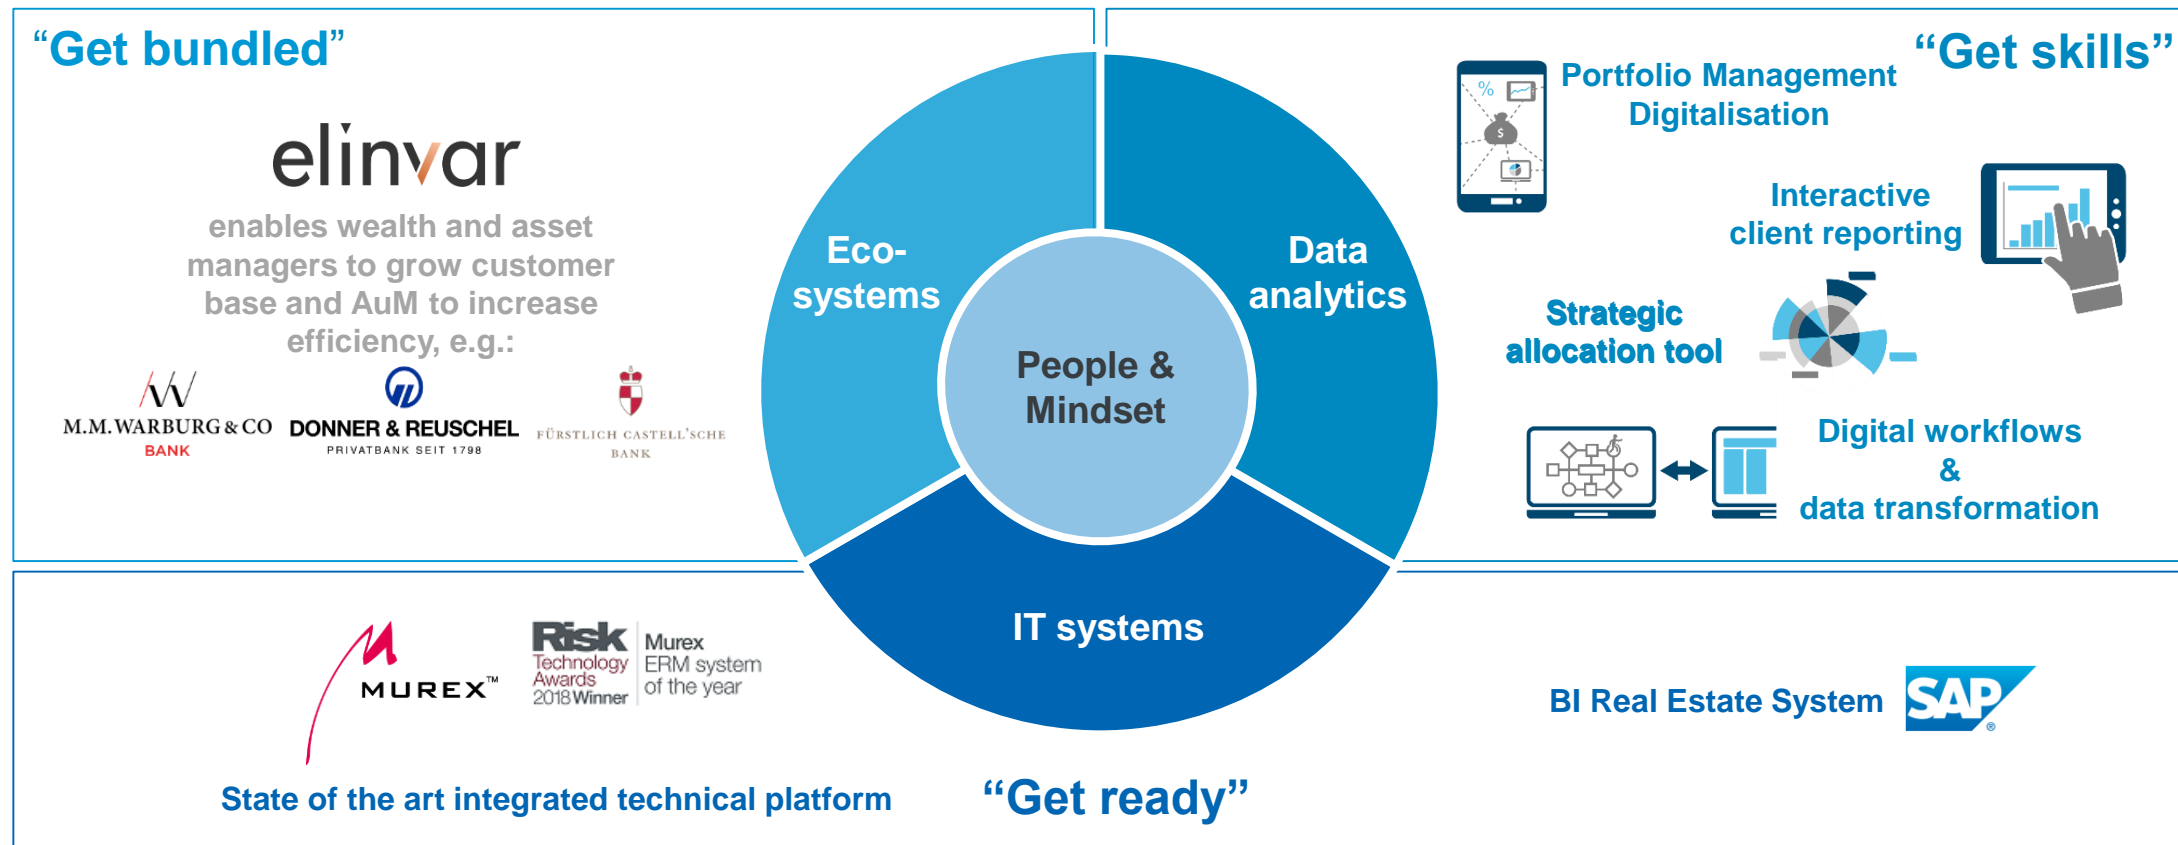 “Get bundled”
elinvar
enables wealth and asset
managers to grow customer
base and AuM to increase
efficiency, e.g.:
M.M.WARBURG & CO
BANK
DONNER & REUSCHEL
PRIVATBANK SEIT 1798
FÜRSTLICH CASTELL'SCHE
BANK
Eco-
systems
Data
analytics
People &
Mindset
IT systems
“Get skills”
%
$
Portfolio Management
Digitalisation
Interactive
client reporting
Strategic
allocation tool
Digital workflows
&
data transformation
MUREX™
Risk
Technology
Awards
2018 Winner
Murex
ERM system
of the year
State of the art integrated technical platform
“Get ready”
BI Real Estate System
SAP®